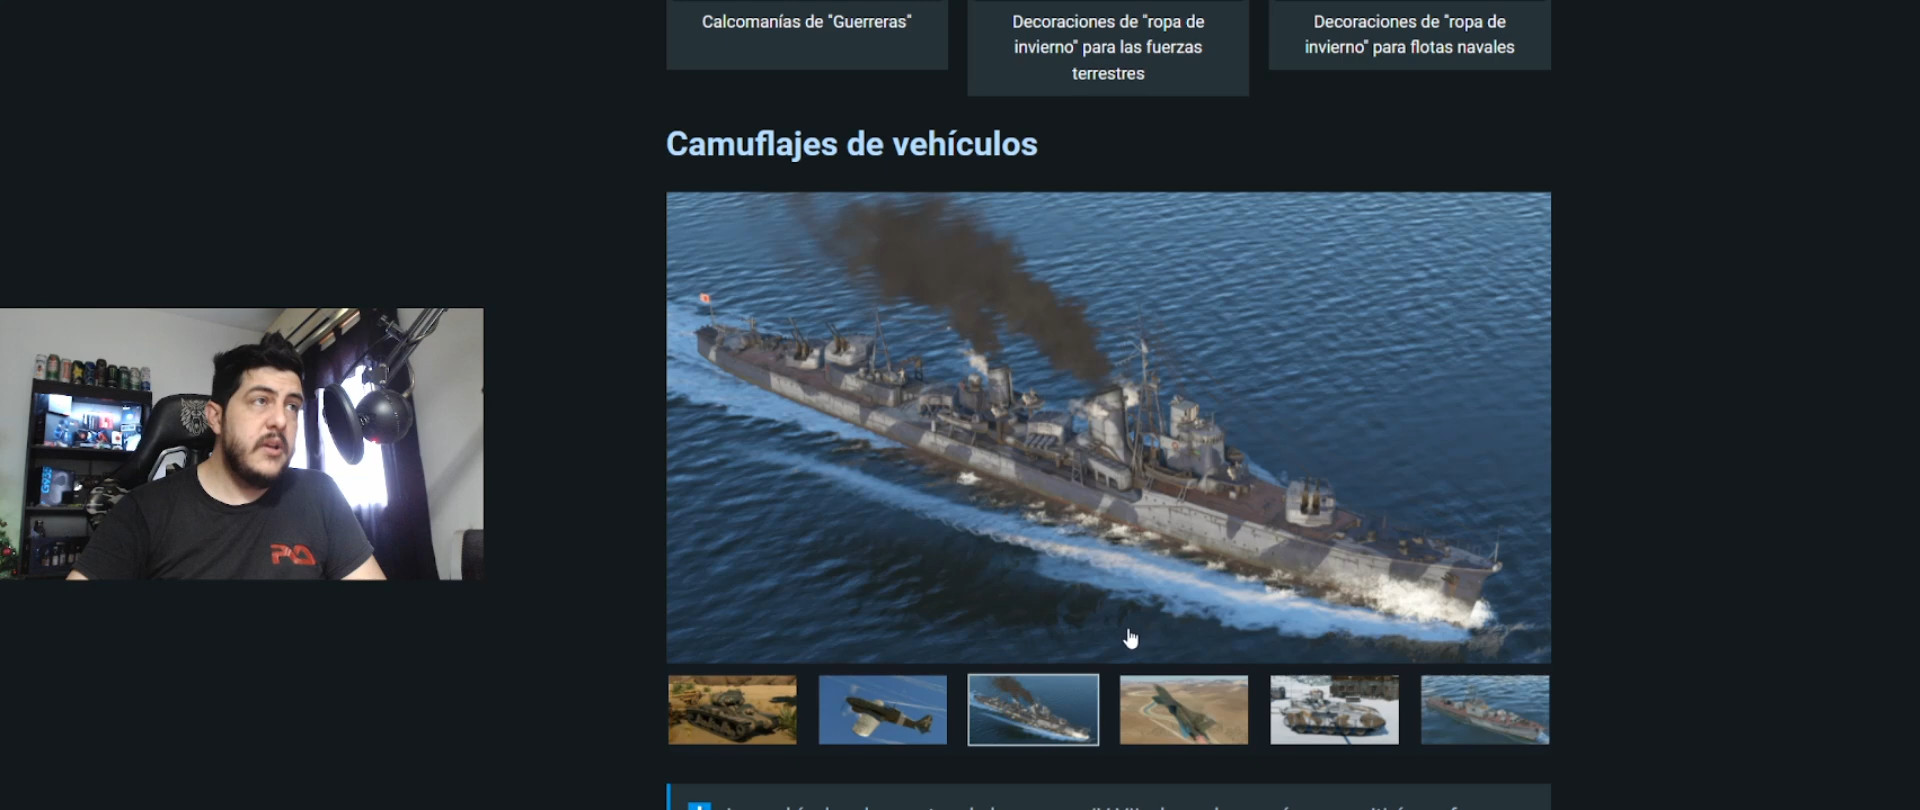 Calcomanías de "Guerreras"
Decoraciones de "ropa de
invierno" para las fuerzas
terrestres
Decoraciones de "ropa de
invierno" para flotas navales
Camuflajes de vehículos
G935